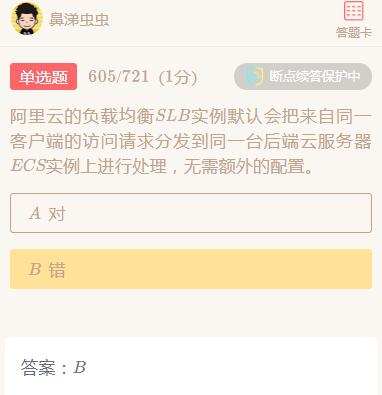 鼻涕虫虫
答题卡
单选题 605/721 (1分) 断点续答保护中
阿里云的负载均衡SLB实例默认会把来自同一
客户端的访问请求分发到同一台后端云服务器
ECS实例上进行处理，无需额外的配置。
A 对
B 错
答案：B